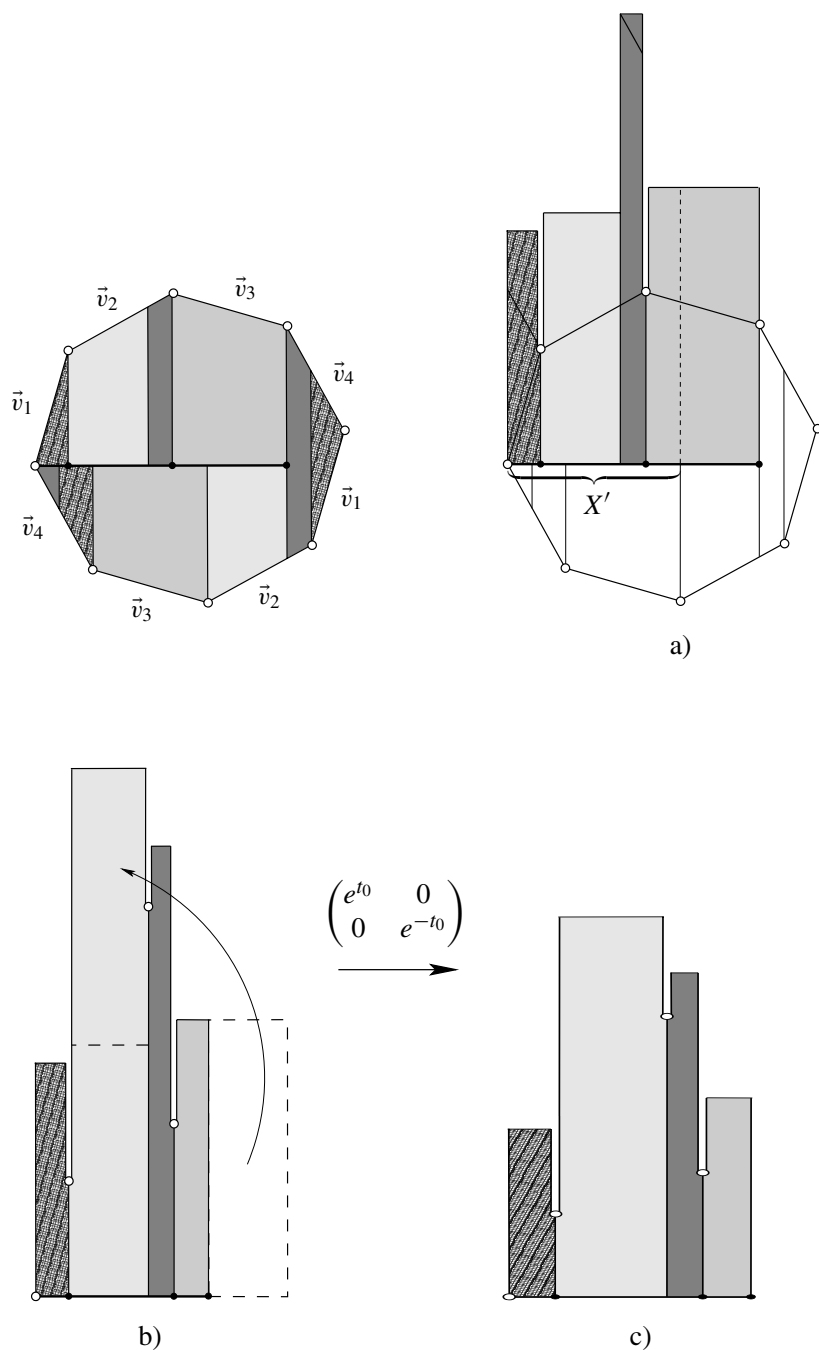 v⃗₂
v⃗₃
v⃗₁
v⃗₄
v⃗₄
v⃗₁
v⃗₃
v⃗₂
X′
a)
e^{t₀} 0
0 e^{−t₀}
b)
c)